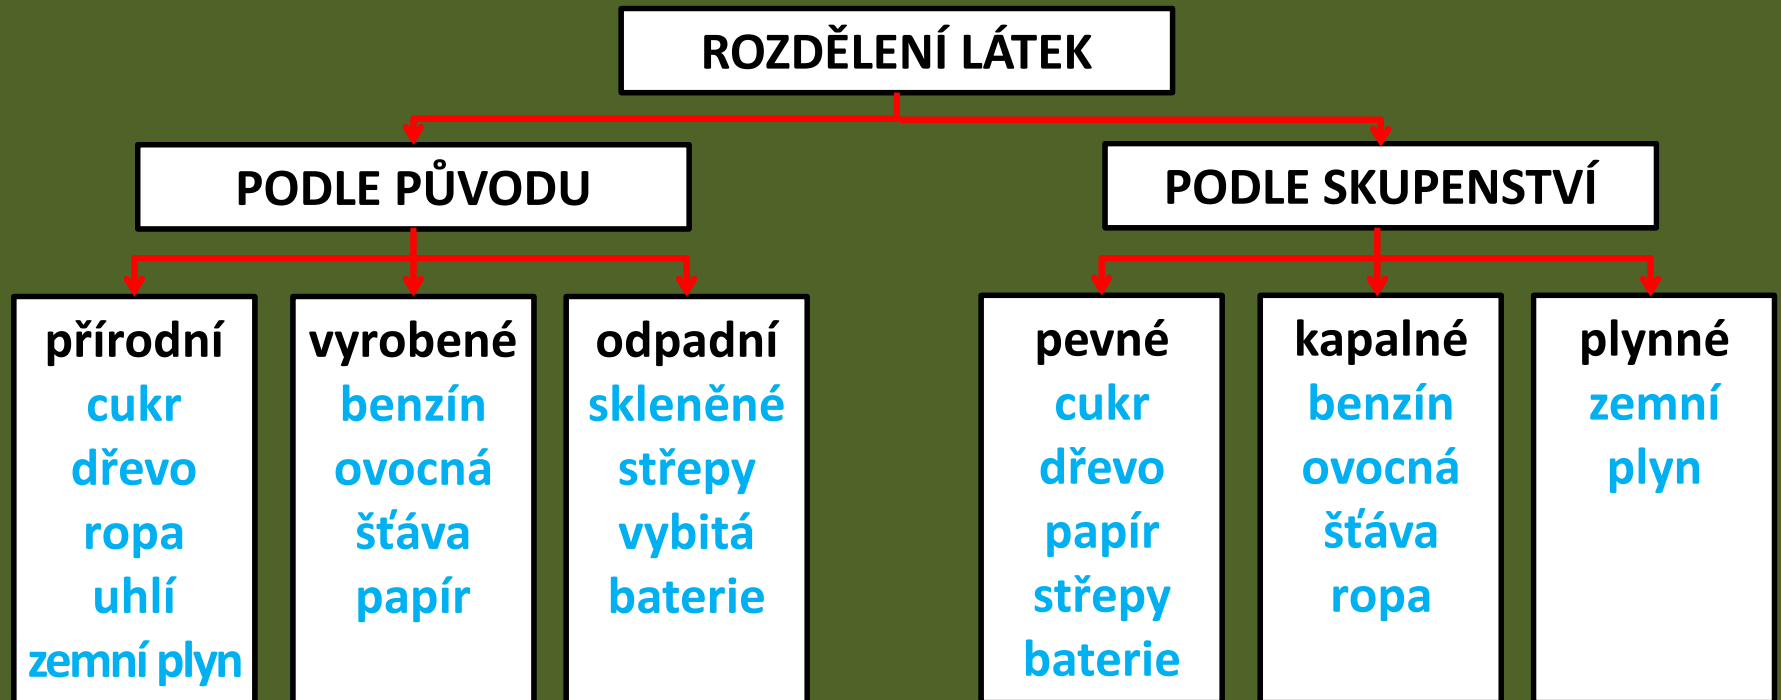 ROZDĚLENÍ LÁTEK
PODLE PŮVODU
PODLE SKUPENSTVÍ
přírodní
cukr
dřevo
ropa
uhlí
zemní plyn
vyrobené
benzín
ovocná
šťáva
papír
odpadní
skleněné
střepy
vybitá
baterie
pevné
cukr
dřevo
papír
střepy
baterie
kapalné
benzín
ovocná
šťáva
ropa
plynné
zemní
plyn